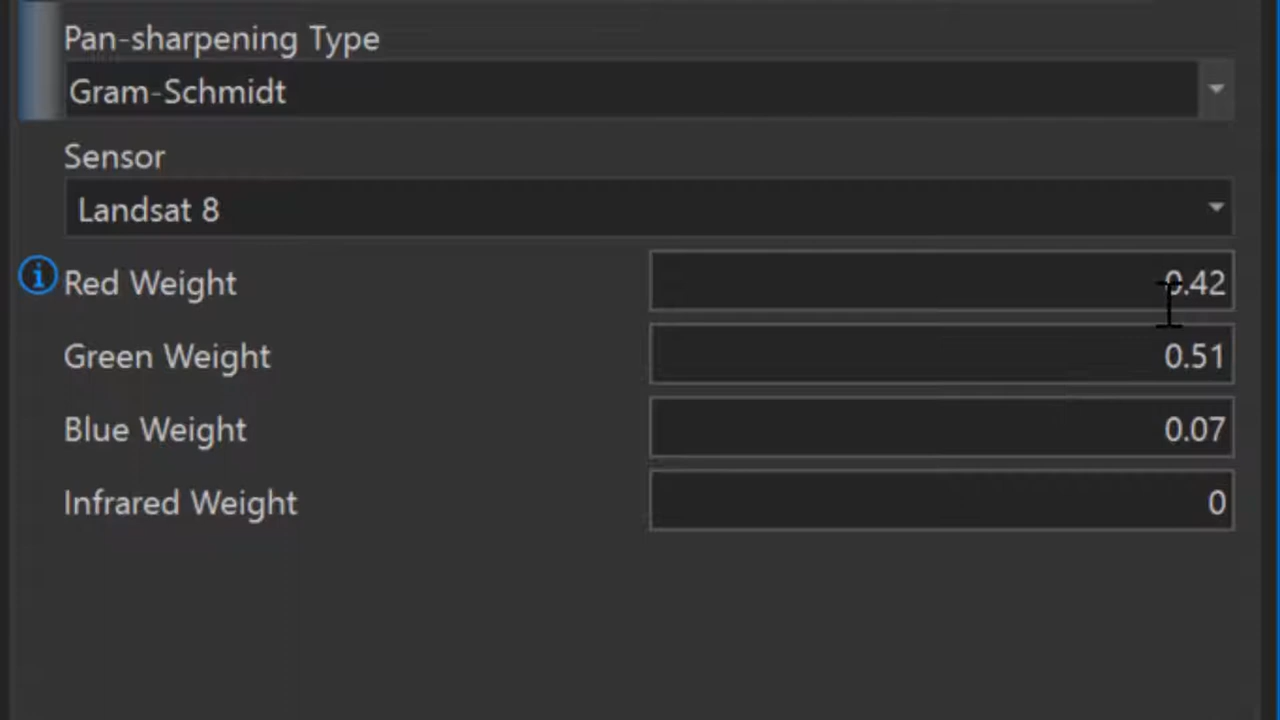 Pan-sharpening Type
Gram-Schmidt
Sensor
Landsat 8
Red Weight 0.42
Green Weight 0.51
Blue Weight 0.07
Infrared Weight 0